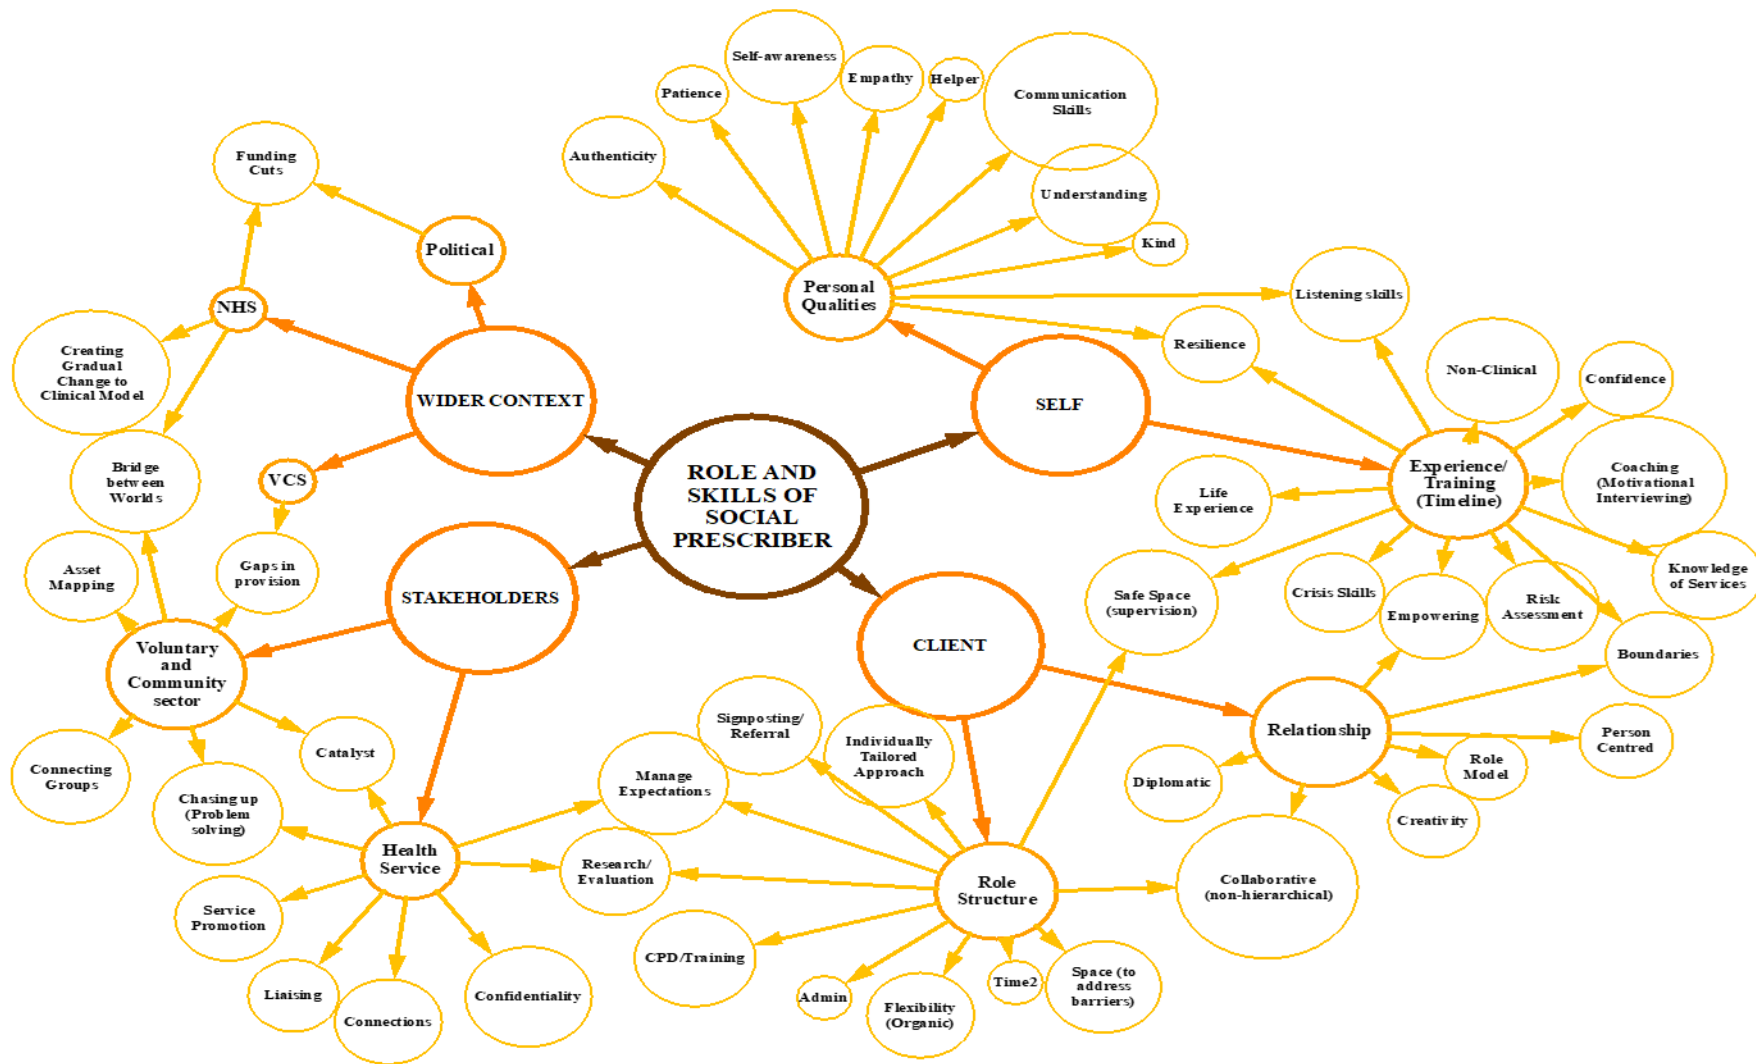 Self-awareness
Empathy
Helper
Patience
Communication
Skills
Authenticity
Understanding
Kind
Personal
Qualities
Listening skills
Resilience
Funding
Cuts
Political
NHS
Creating
Gradual
Change to
Clinical Model
WIDER CONTEXT
SELF
Non-Clinical
Confidence
Bridge
between
Worlds
VCS
ROLE AND
SKILLS OF
SOCIAL
PRESCRIBER
Experience/
Training
(Timeline)
Coaching
(Motivational
Interviewing)
Life
Experience
Knowledge
of Services
Asset
Mapping
Gaps in
provision
STAKEHOLDERS
CLIENT
Safe Space
(supervision)
Crisis Skills
Empowering
Risk
Assessment
Boundaries
Voluntary
and
Community
sector
Signposting/
Referral
Individually
Tailored
Approach
Relationship
Person
Centred
Role
Model
Diplomatic
Creativity
Connecting
Groups
Catalyst
Chasing up
(Problem
solving)
Manage
Expectations
Health
Service
Research/
Evaluation
Role
Structure
Collaborative
(non-hierarchical)
Service
Promotion
CPD/Training
Liaising
Connections
Confidentiality
Admin
Flexibility
(Organic)
Time2
Space (to
address
barriers)